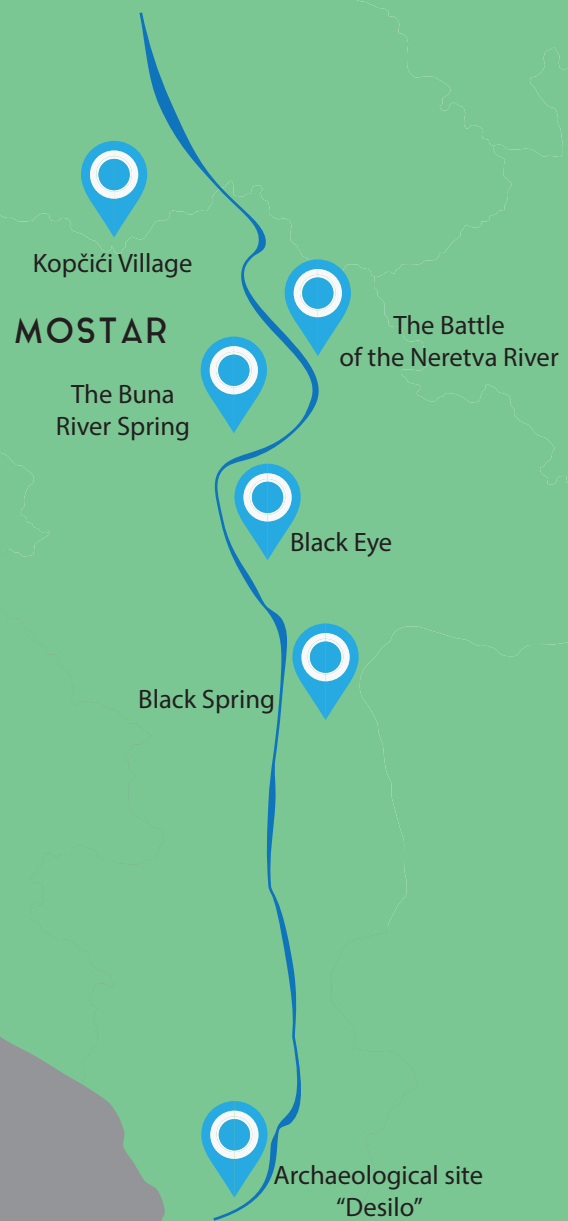 Kopčići Village
MOSTAR
The Battle
of the Neretva River
The Buna
River Spring
Black Eye
Black Spring
Archaeological site
“Desilo”